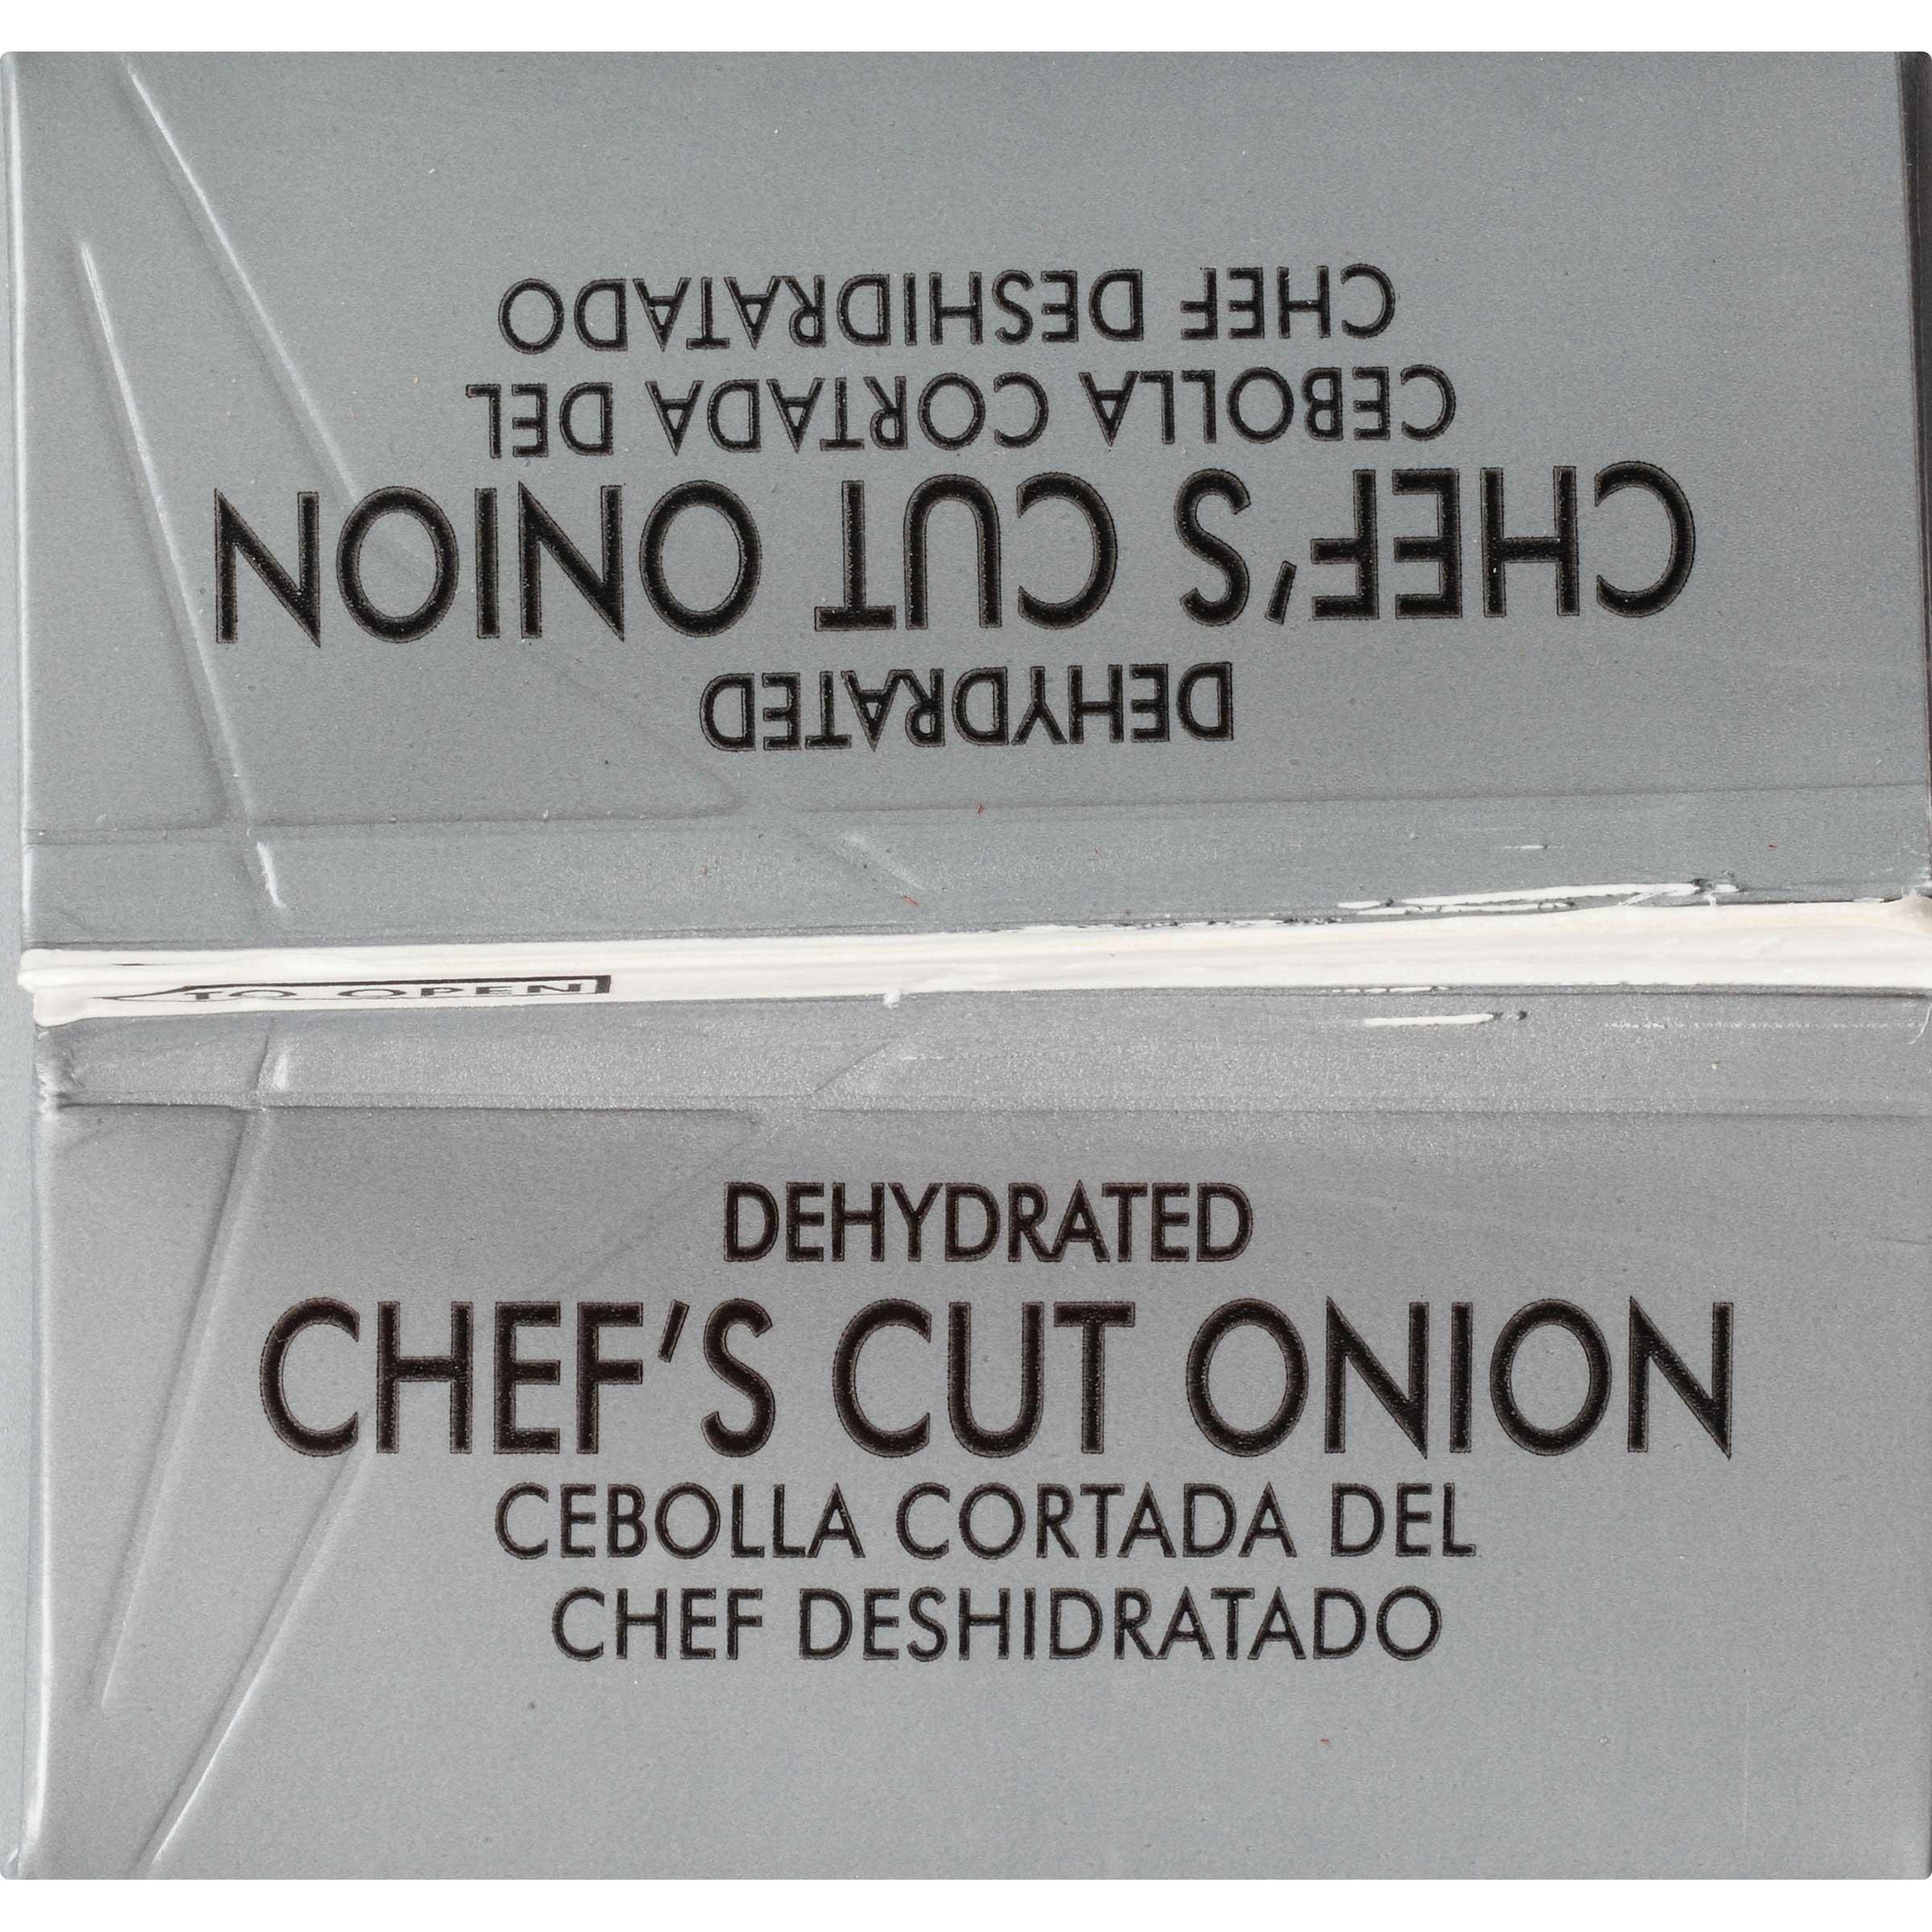 CHEF DESHIDRATADO
CEBOLLA CORTADA DEL
CHEF'S CUT ONION
DEHYDRATED
TO OPEN
DEHYDRATED
CHEF'S CUT ONION
CEBOLLA CORTADA DEL
CHEF DESHIDRATADO